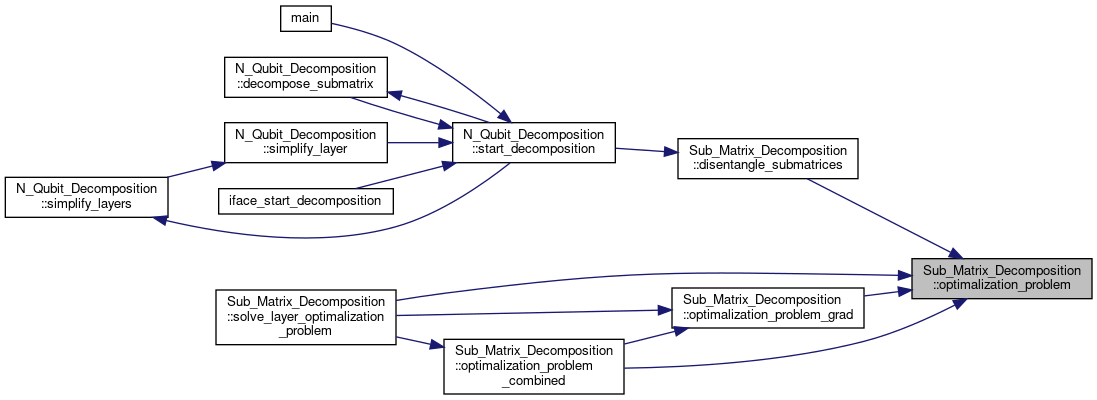 main
N_Qubit_Decomposition
::decompose_submatrix
N_Qubit_Decomposition
::simplify_layer
N_Qubit_Decomposition
::start_decomposition
Sub_Matrix_Decomposition
::disentangle_submatrices
N_Qubit_Decomposition
::simplify_layers
iface_start_decomposition
Sub_Matrix_Decomposition
::optimalization_problem
Sub_Matrix_Decomposition
::solve_layer_optimalization
_problem
Sub_Matrix_Decomposition
::optimalization_problem_grad
Sub_Matrix_Decomposition
::optimalization_problem
_combined